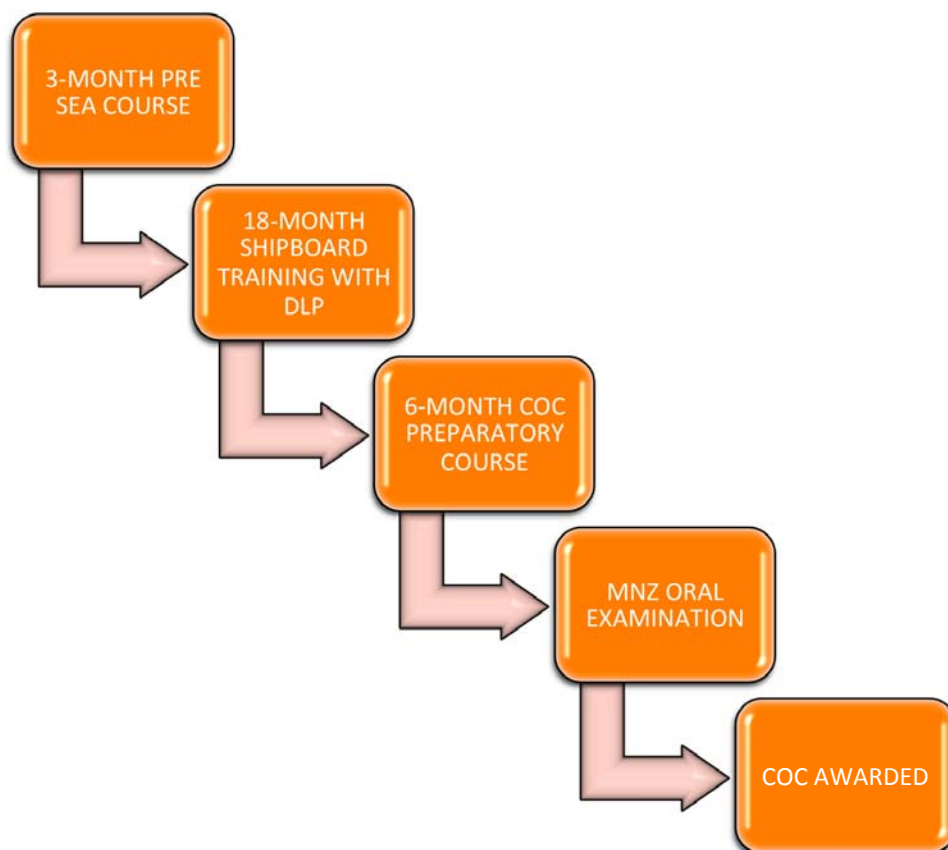 3-MONTH PRE
SEA COURSE
18-MONTH
SHIPBOARD
TRAINING WITH
DLP
6-MONTH COC
PREPARATORY
COURSE
MNZ ORAL
EXAMINATION
COC AWARDED